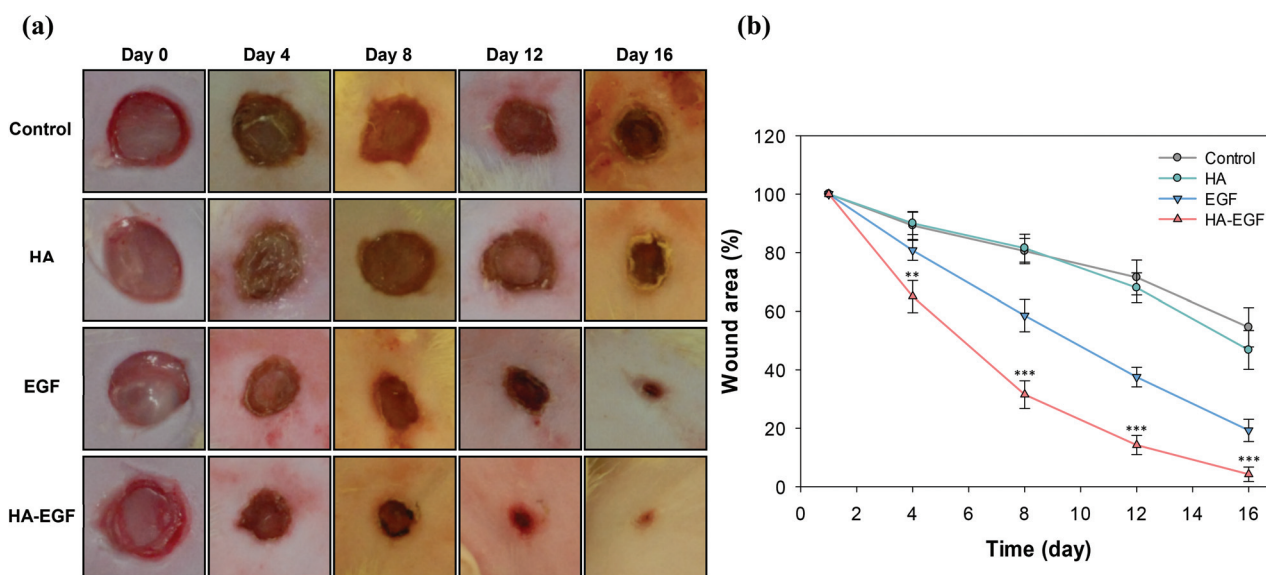 (a)
Day 0 Day 4 Day 8 Day 12 Day 16
Control
HA
EGF
HA-EGF
(b)
Wound area (%)
120
100
80
60
40
20
0
0 2 4 6 8 10 12 14 16
Time (day)
Control
HA
EGF
HA-EGF
**
***
***
***